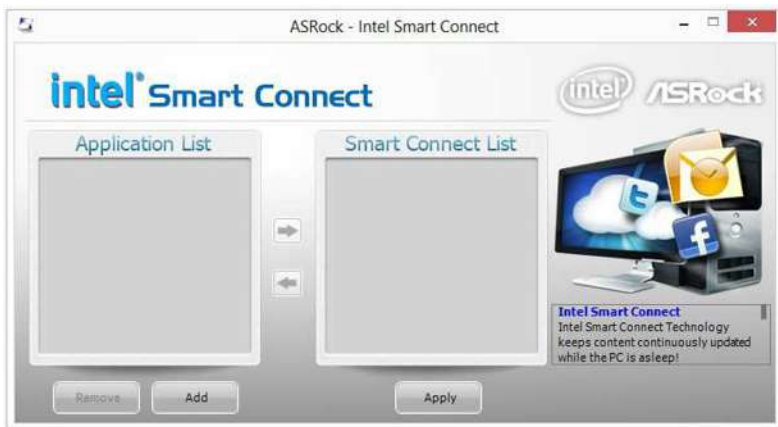 ASRock - Intel Smart Connect
intel® Smart Connect
intel ASRock
Application List
Smart Connect List
Intel Smart Connect
Intel Smart Connect Technology
keeps content continuously updated
while the PC is asleep!
Remove
Add
Apply